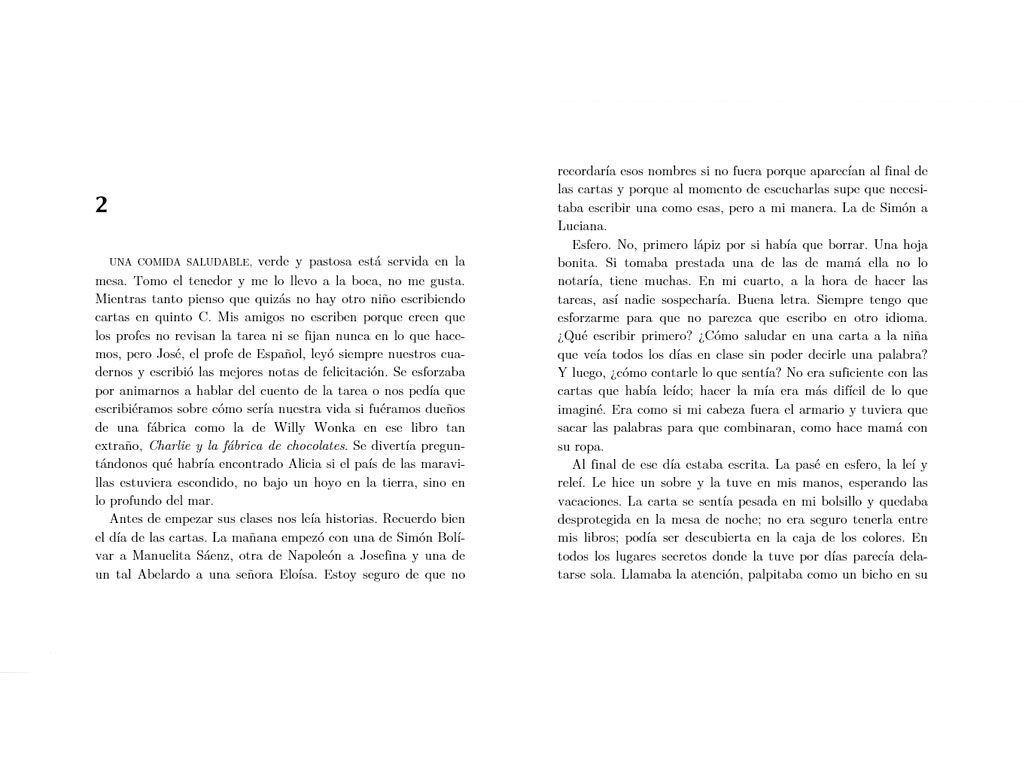 2
UNA COMIDA SALUDABLE, verde y pastosa está servida en la
mesa. Tomo el tenedor y me lo llevo a la boca, no me gusta.
Mientras tanto pienso que quizás no hay otro niño escribiendo
cartas en quinto C. Mis amigos no escriben porque creen que
los profes no revisan la tarea ni se fijan nunca en lo que hace-
mos, pero José, el profe de Español, leyó siempre nuestros cua-
dernos y escribió las mejores notas de felicitación. Se esforzaba
por animarnos a hablar del cuento de la tarea o nos pedía que
escribiéramos sobre cómo sería nuestra vida si fuéramos dueños
de una fábrica como la de Willy Wonka en ese libro tan
extraño, Charlie y la fábrica de chocolates. Se divertía pregun-
tándonos qué habría encontrado Alicia si el país de las maravi-
llas estuviera escondido, no bajo un hoyo en la tierra, sino en
lo profundo del mar.
Antes de empezar sus clases nos leía historias. Recuerdo bien
el día de las cartas. La mañana empezó con una de Simón Bolí-
var a Manuelita Sáenz, otra de Napoleón a Josefina y una de
un tal Abelardo a una señora Eloísa. Estoy seguro de que no
recordaría esos nombres si no fuera porque aparecían al final de
las cartas y porque al momento de escucharlas supe que necesi-
taba escribir una como esas, pero a mi manera. La de Simón a
Luciana.
Esfero. No, primero lápiz por si había que borrar. Una hoja
bonita. Si tomaba prestada una de las de mamá ella no lo
notaría, tiene muchas. En mi cuarto, a la hora de hacer las
tareas, así nadie sospecharía. Buena letra. Siempre tengo que
esforzarme para que no parezca que escribo en otro idioma.
¿Qué escribir primero? ¿Cómo saludar en una carta a la niña
que veía todos los días en clase sin poder decirle una palabra?
Y luego, ¿cómo contarle lo que sentía? No era suficiente con las
cartas que había leído; hacer la mía era más difícil de lo que
imaginé. Era como si mi cabeza fuera el armario y tuviera que
sacar las palabras para que combinaran, como hace mamá con
su ropa.
Al final de ese día estaba escrita. La pasé en esfero, la leí y
releí. Le hice un sobre y la tuve en mis manos, esperando las
vacaciones. La carta se sentía pesada en mi bolsillo y quedaba
desprotegida en la mesa de noche; no era seguro tenerla entre
mis libros; podía ser descubierta en la caja de los colores. En
todos los lugares secretos donde la tuve por días parecía dela-
tarse sola. Llamaba la atención, palpitaba como un bicho en su